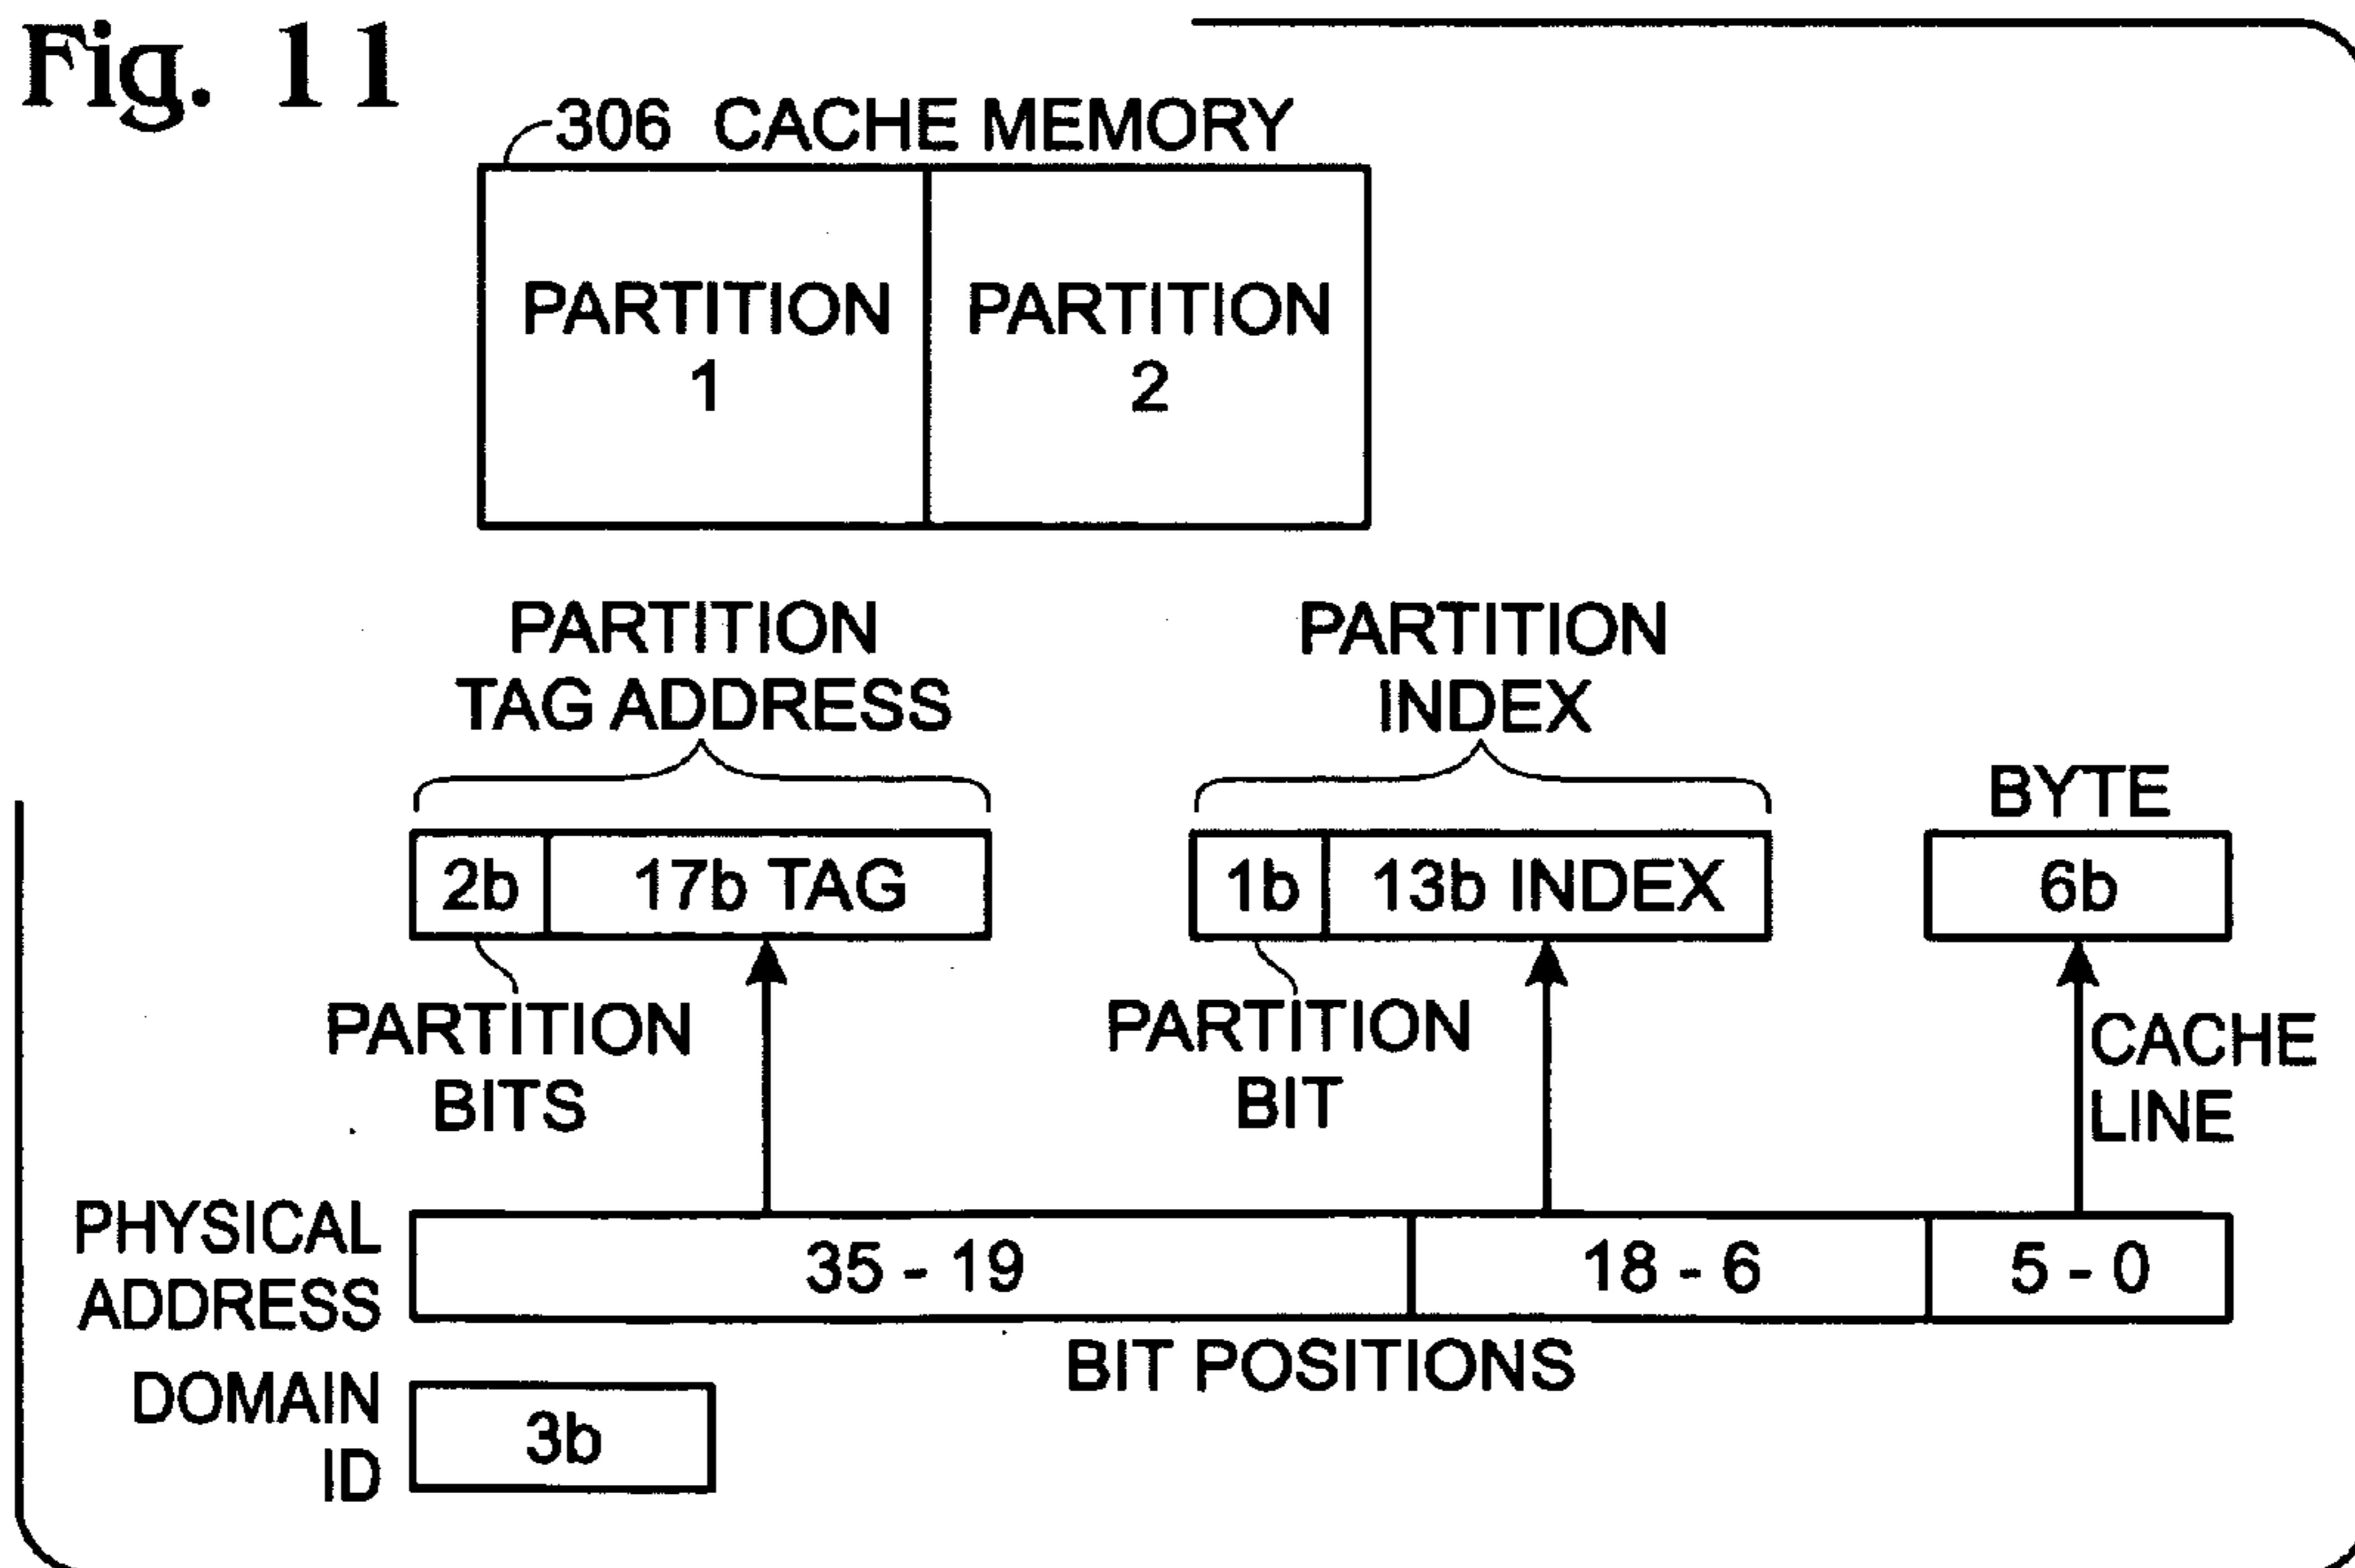 Fig. 11
306 CACHE MEMORY
PARTITION
1
PARTITION
2
PARTITION
TAG ADDRESS
PARTITION
INDEX
BYTE
2b
17b TAG
1b
13b INDEX
6b
PARTITION
BITS
PARTITION
BIT
CACHE
LINE
PHYSICAL
ADDRESS
35 - 19
18 - 6
5 - 0
BIT POSITIONS
DOMAIN
ID
3b